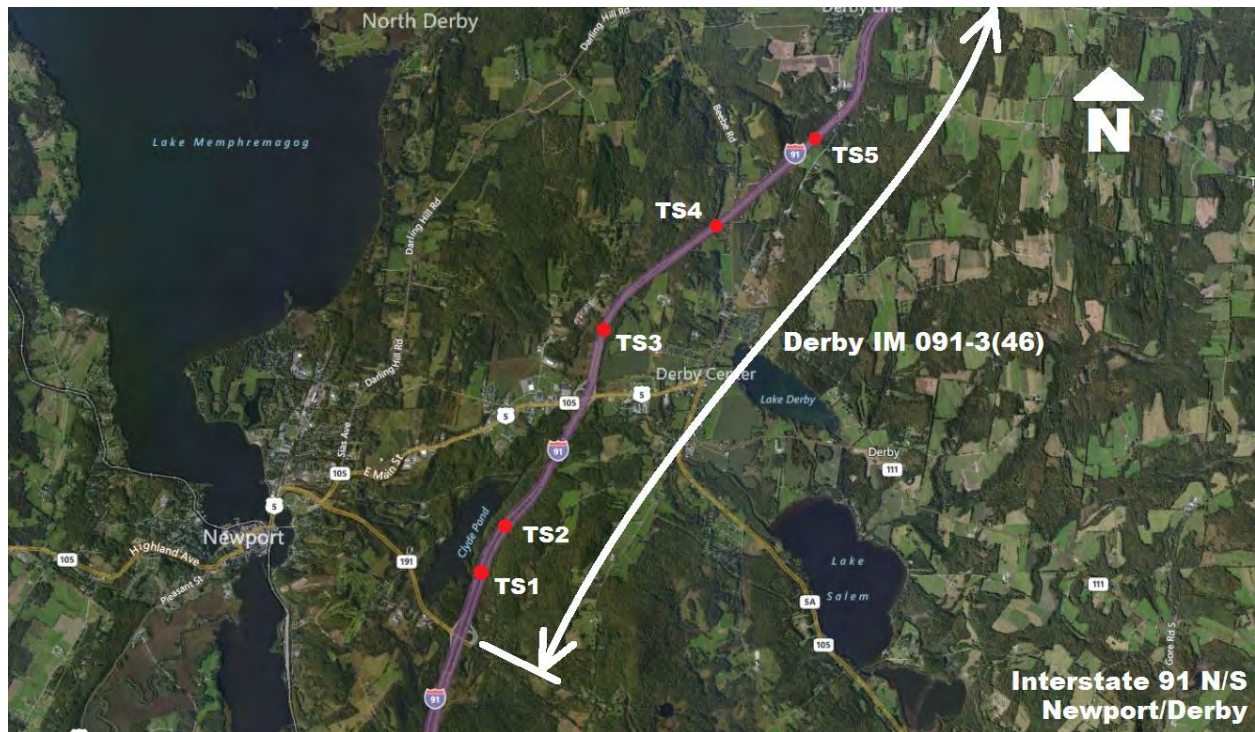 North Derby
Darling Hill Rd
Derby Line
Lake Memphremagog
Beebe Rd
N
91
TS5
TS4
Darling Hill Rd
TS3
Derby IM 091-3(46)
Darling Hill Rd
Derby Center
5
105
5
Lake Derby
Sias Ave
E Main St
105
91
Derby
111
5
Newport
Clyde Pond
TS2
Highland Ave
105
191
TS1
Pleasant St
Lake
Salem
5A
111
105
Gore Rd S
91
Interstate 91 N/S
Newport/Derby